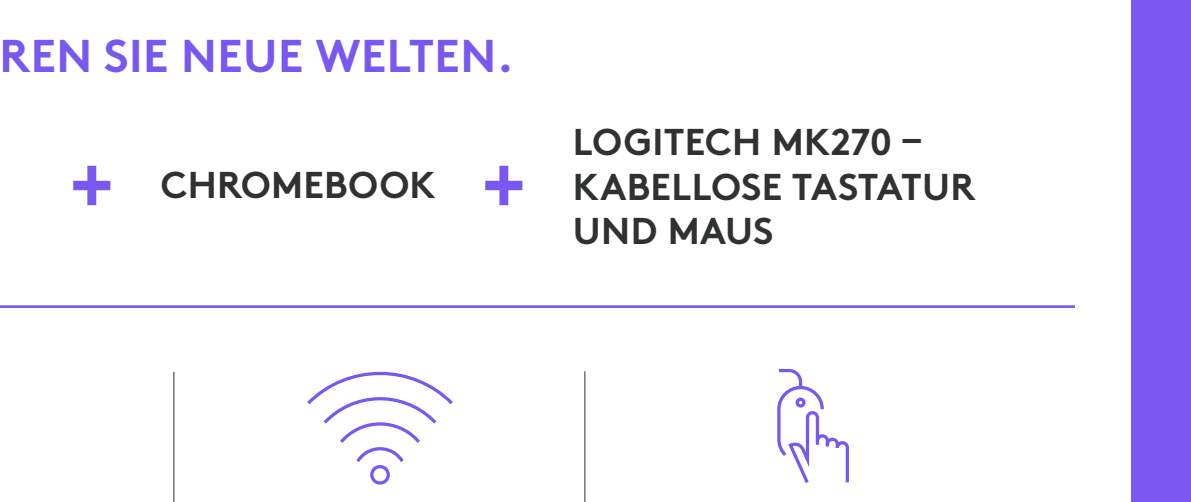 REN SIE NEUE WELTEN.
+ CHROMEBOOK +
LOGITECH MK270 –
KABELLOSE TASTATUR
UND MAUS